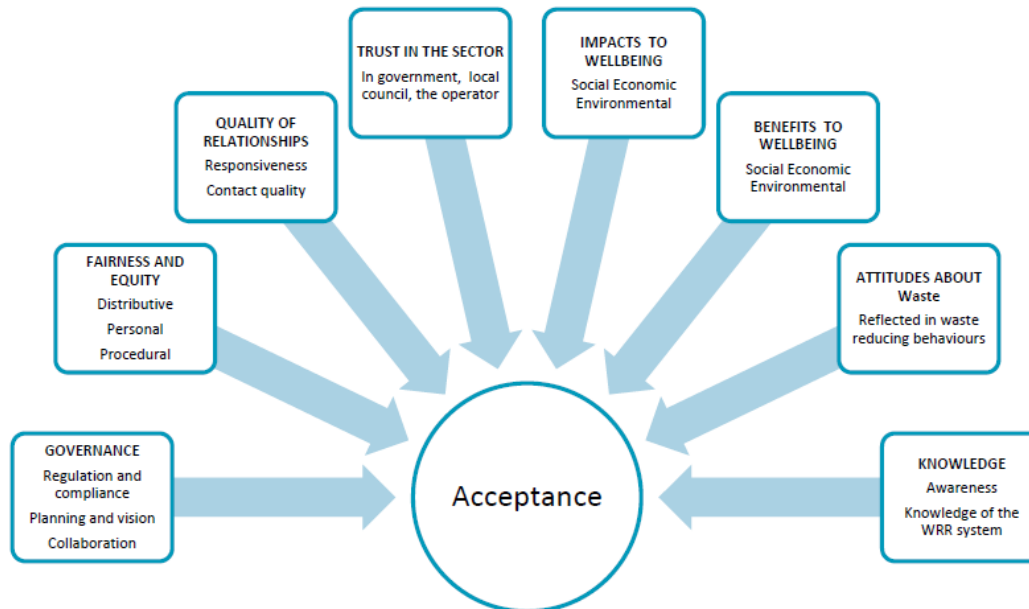 TRUST IN THE SECTOR
In government, local
council, the operator
IMPACTS TO
WELLBEING
Social Economic
Environmental
QUALITY OF
RELATIONSHIPS
Responsiveness
Contact quality
BENEFITS TO
WELLBEING
Social Economic
Environmental
FAIRNESS AND
EQUITY
Distributive
Personal
Procedural
ATTITUDES ABOUT
Waste
Reflected in waste
reducing behaviours
GOVERNANCE
Regulation and
compliance
Planning and vision
Collaboration
Acceptance
KNOWLEDGE
Awareness
Knowledge of the
WRR system